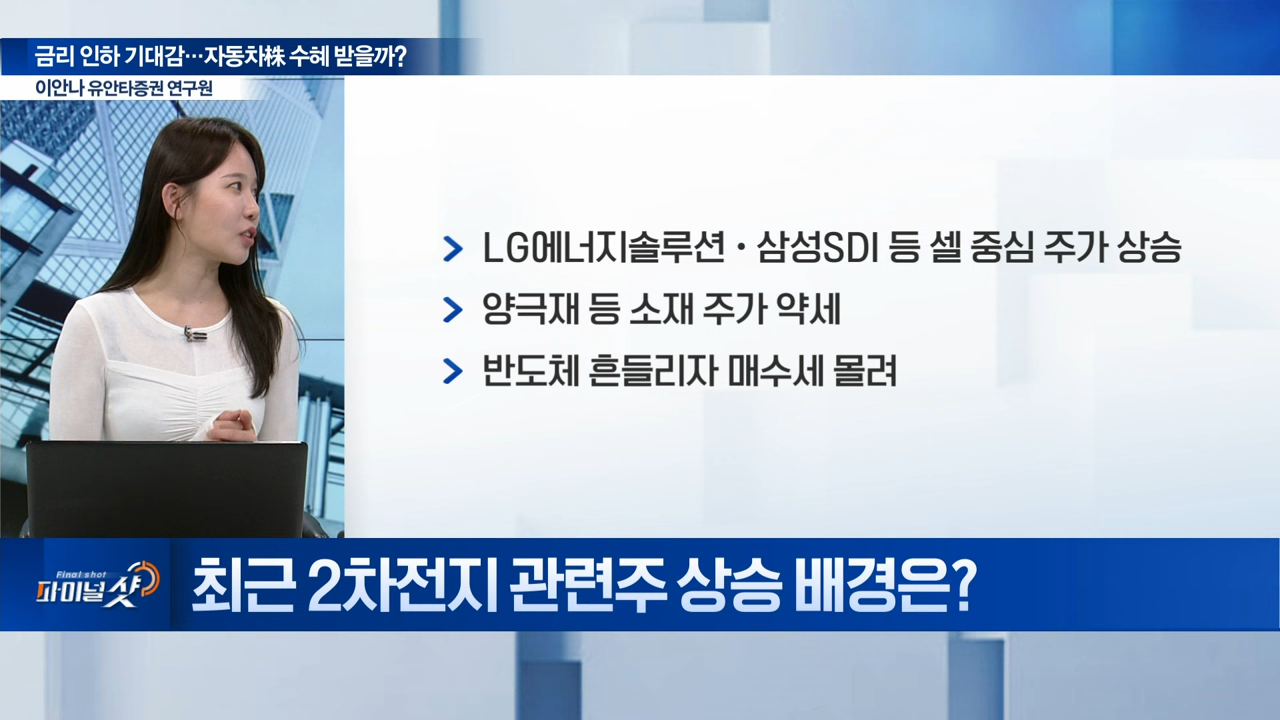 금리 인하 기대감…자동차株 수혜 받을까?
이안나 유안타증권 연구원
LG에너지솔루션·삼성SDI 등 셀 중심 주가 상승
양극재 등 소재 주가 약세
반도체 흔들리자 매수세 몰려
Final shot
파이널샷
최근 2차전지 관련주 상승 배경은?